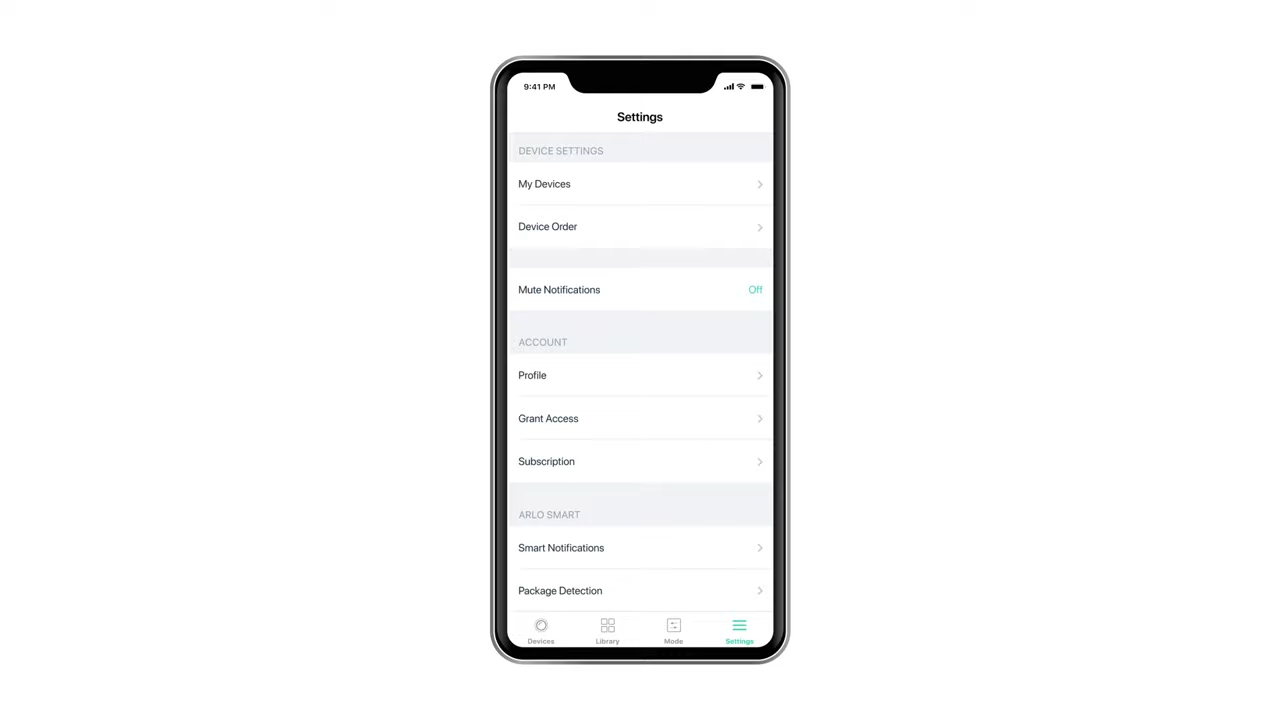 9:41 PM
Settings
DEVICE SETTINGS
My Devices
Device Order
Mute Notifications Off
ACCOUNT
Profile
Grant Access
Subscription
ARLO SMART
Smart Notifications
Package Detection
Devices Library Mode Settings